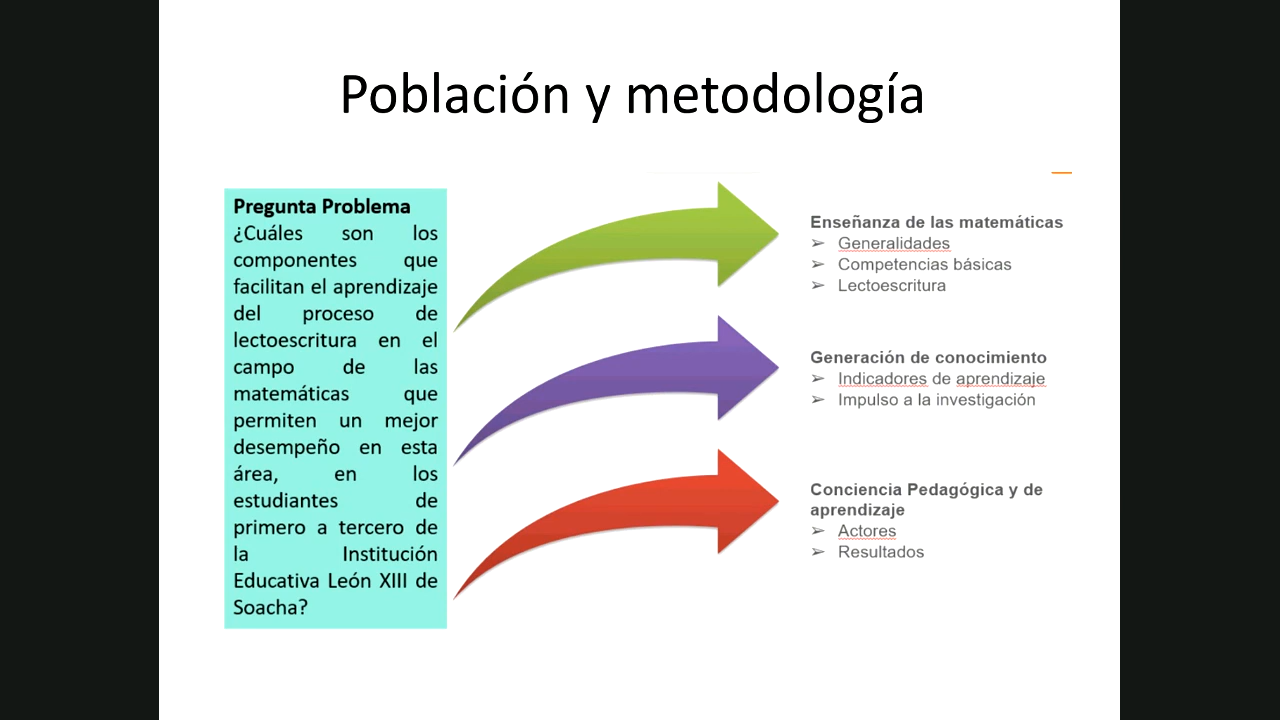 Población y metodología
Pregunta Problema
¿Cuáles son los
componentes que
facilitan el aprendizaje
del proceso de
lectoescritura en el
campo de las
matemáticas que
permiten un mejor
desempeño en esta
área, en los
estudiantes de
primero a tercero de
la Institución
Educativa León XIII de
Soacha?
Enseñanza de las matemáticas
➢ Generalidades
➢ Competencias básicas
➢ Lectoescritura
Generación de conocimiento
➢ Indicadores de aprendizaje
➢ Impulso a la investigación
Conciencia Pedagógica y de
aprendizaje
➢ Actores
➢ Resultados